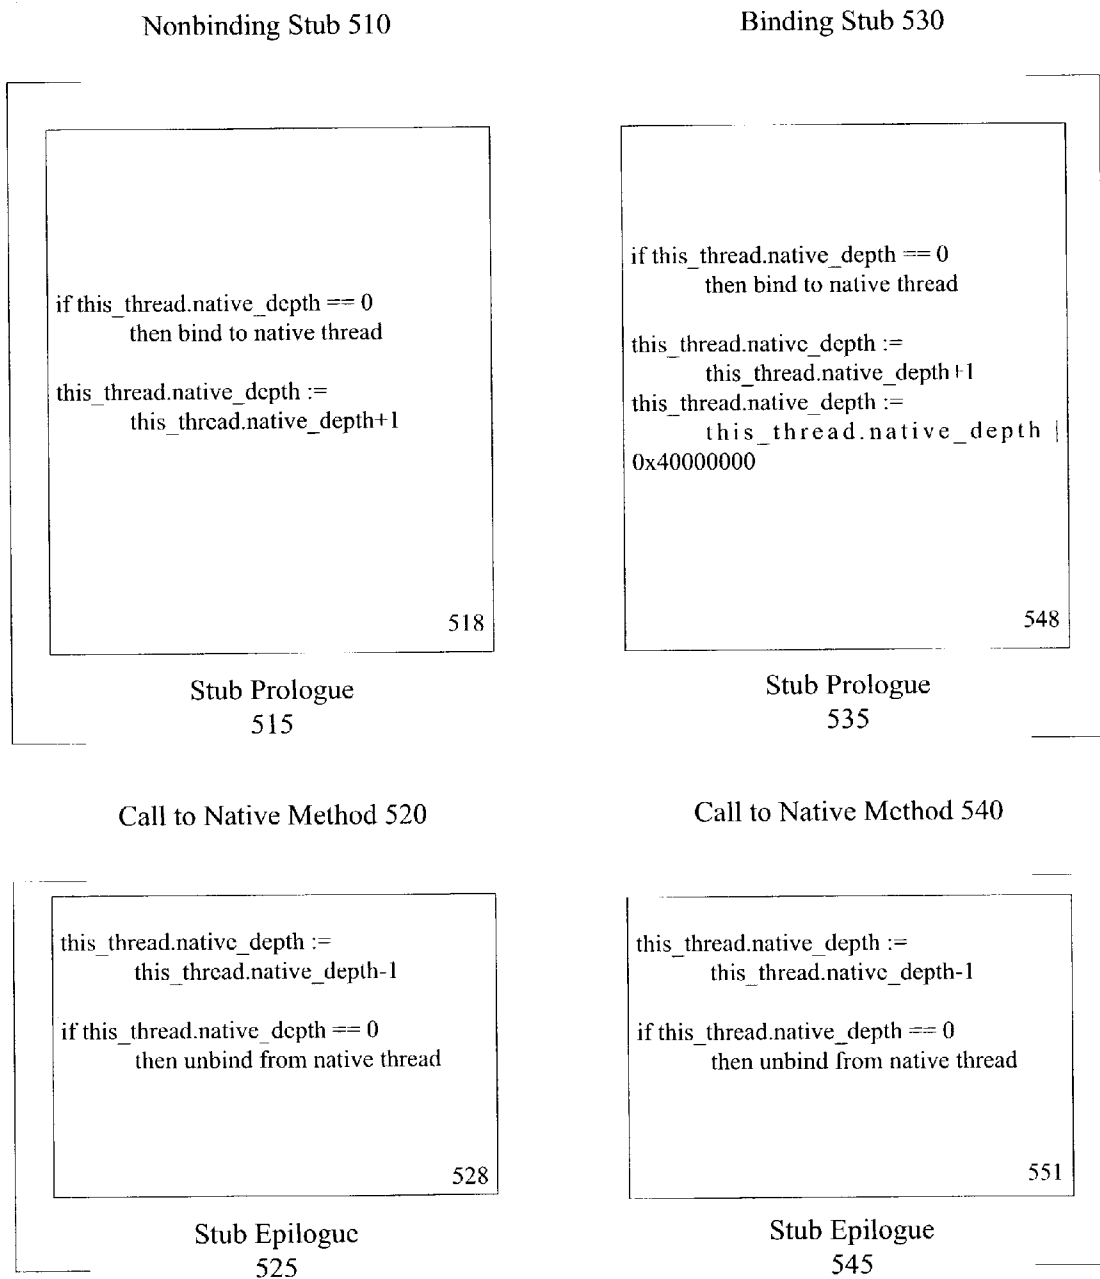 Nonbinding Stub 510
if this_thread.native_depth == 0
then bind to native thread
this_thread.native_depth :=
this_thread.native_depth+1
518
Stub Prologue
515
Call to Native Method 520
this_thread.native_depth :=
this_thread.native_depth-1
if this_thread.native_depth == 0
then unbind from native thread
528
Stub Epilogue
525
Binding Stub 530
if this_thread.native_depth == 0
then bind to native thread
this_thread.native_depth :=
this_thread.native_depth+1
this_thread.native_depth :=
this_thread.native_depth |
0x40000000
548
Stub Prologue
535
Call to Native Method 540
this_thread.native_depth :=
this_thread.native_depth-1
if this_thread.native_depth == 0
then unbind from native thread
551
Stub Epilogue
545